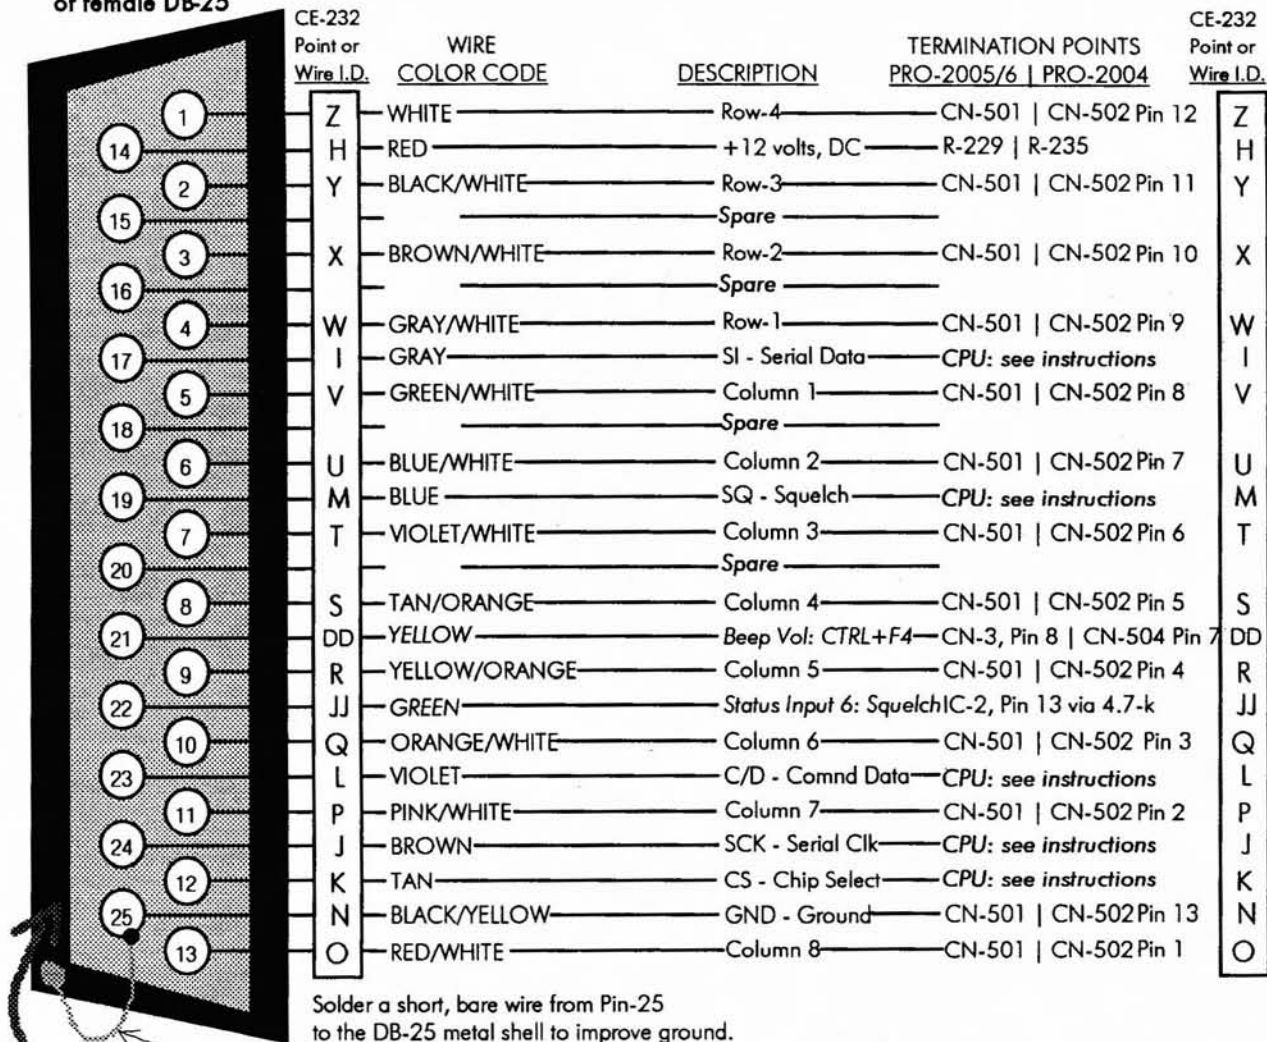 or female DB-25
CE-232 CE-232
Point or WIRE TERMINATION POINTS Point or
Wire I.D. COLOR CODE DESCRIPTION PRO-2005/6 | PRO-2004 Wire I.D.
1 Z WHITE Row-4 CN-501 | CN-502 Pin 12 Z
14 H RED +12 volts, DC R-229 | R-235 H
2 Y BLACK/WHITE Row-3 CN-501 | CN-502 Pin 11 Y
15 Spare
3 X BROWN/WHITE Row-2 CN-501 | CN-502 Pin 10 X
16 Spare
4 W GRAY/WHITE Row-1 CN-501 | CN-502 Pin 9 W
17 I GRAY SI - Serial Data CPU: see instructions I
5 V GREEN/WHITE Column 1 CN-501 | CN-502 Pin 8 V
18 Spare
6 U BLUE/WHITE Column 2 CN-501 | CN-502 Pin 7 U
19 M BLUE SQ - Squelch CPU: see instructions M
7 T VIOLET/WHITE Column 3 CN-501 | CN-502 Pin 6 T
20 Spare
8 S TAN/ORANGE Column 4 CN-501 | CN-502 Pin 5 S
21 DD YELLOW Beep Vol: CTRL+F4 CN-3, Pin 8 | CN-504 Pin 7 DD
9 R YELLOW/ORANGE Column 5 CN-501 | CN-502 Pin 4 R
22 JJ GREEN Status Input 6: Squelch IC-2, Pin 13 via 4.7-k JJ
10 Q ORANGE/WHITE Column 6 CN-501 | CN-502 Pin 3 Q
23 L VIOLET C/D - Comnd Data CPU: see instructions L
11 P PINK/WHITE Column 7 CN-501 | CN-502 Pin 2 P
24 J BROWN SCK - Serial Clk CPU: see instructions J
12 K TAN CS - Chip Select CPU: see instructions K
25 N BLACK/YELLOW GND - Ground CN-501 | CN-502 Pin 13 N
13 O RED/WHITE Column 8 CN-501 | CN-502 Pin 1 O
Solder a short, bare wire from Pin-25
to the DB-25 metal shell to improve ground.